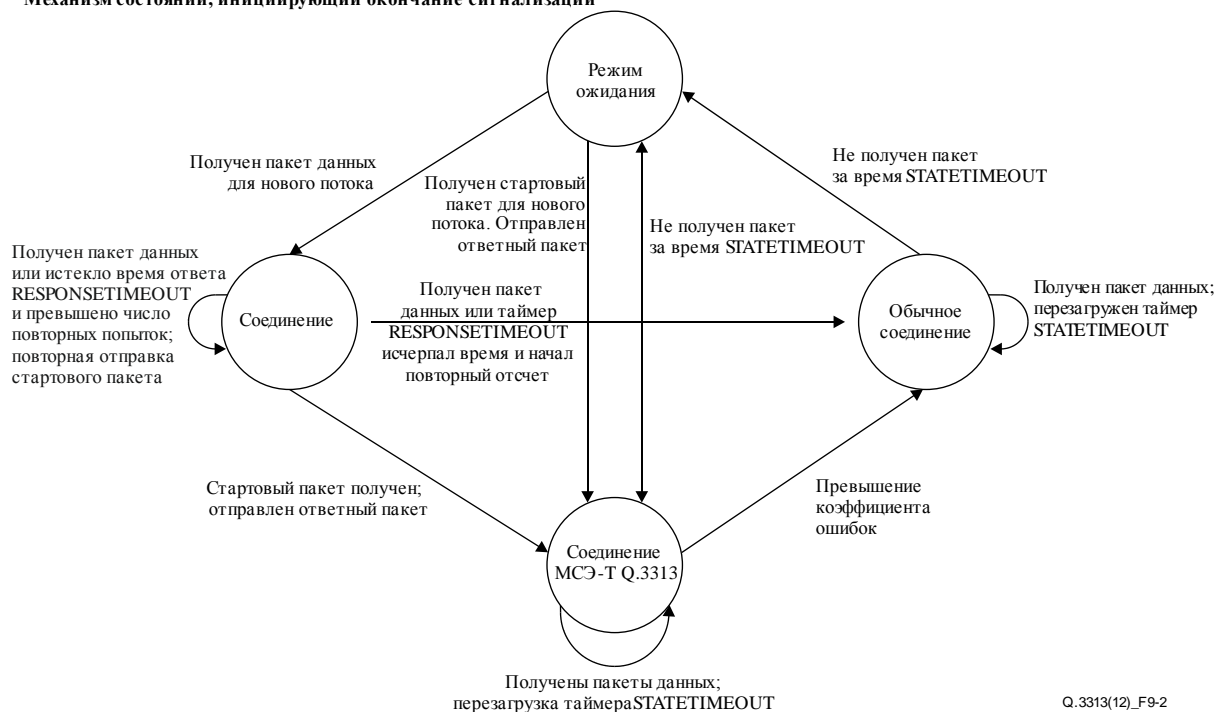 Механизм состояний, инициирующий окончание сигнализации
Режим
ожидания
Получен пакет данных
для нового потока
Получен стартовый
пакет для нового
потока. Отправлен
ответный пакет
Не получен пакет
за время STATETIMEOUT
Не получен пакет
за время STATETIMEOUT
Получен пакет данных
или истекло время ответа
RESPONSETIMEOUT
и превышено число
повторных попыток;
повторная отправка
стартового пакета
Соединение
Получен пакет
данных или таймер
RESPONSETIMEOUT
исчерпал время и начал
повторный отсчет
Обычное
соединение
Получен пакет данных;
перезагружен таймер
STATETIMEOUT
Стартовый пакет получен;
отправлен ответный пакет
Превышение
коэффициента
ошибок
Соединение
МСЭ-Т Q.3313
Получены пакеты данных;
перезагрузка таймера STATETIMEOUT
Q.3313(12)_F9-2